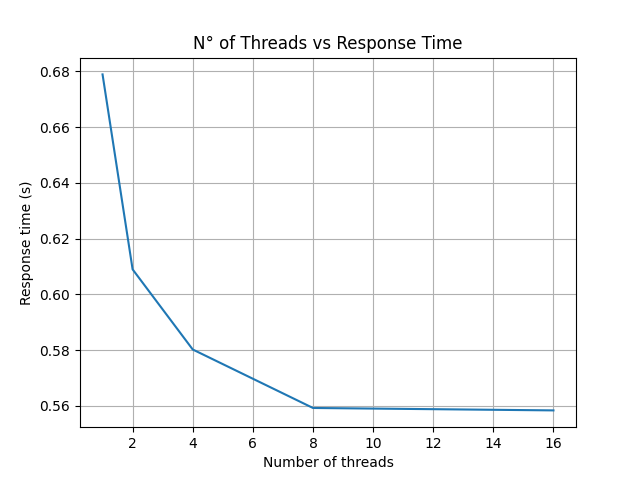 N° of Threads vs Response Time
0.68
0.66
0.64
0.62
0.60
0.58
0.56
Response time (s)
2 4 6 8 10 12 14 16
Number of threads